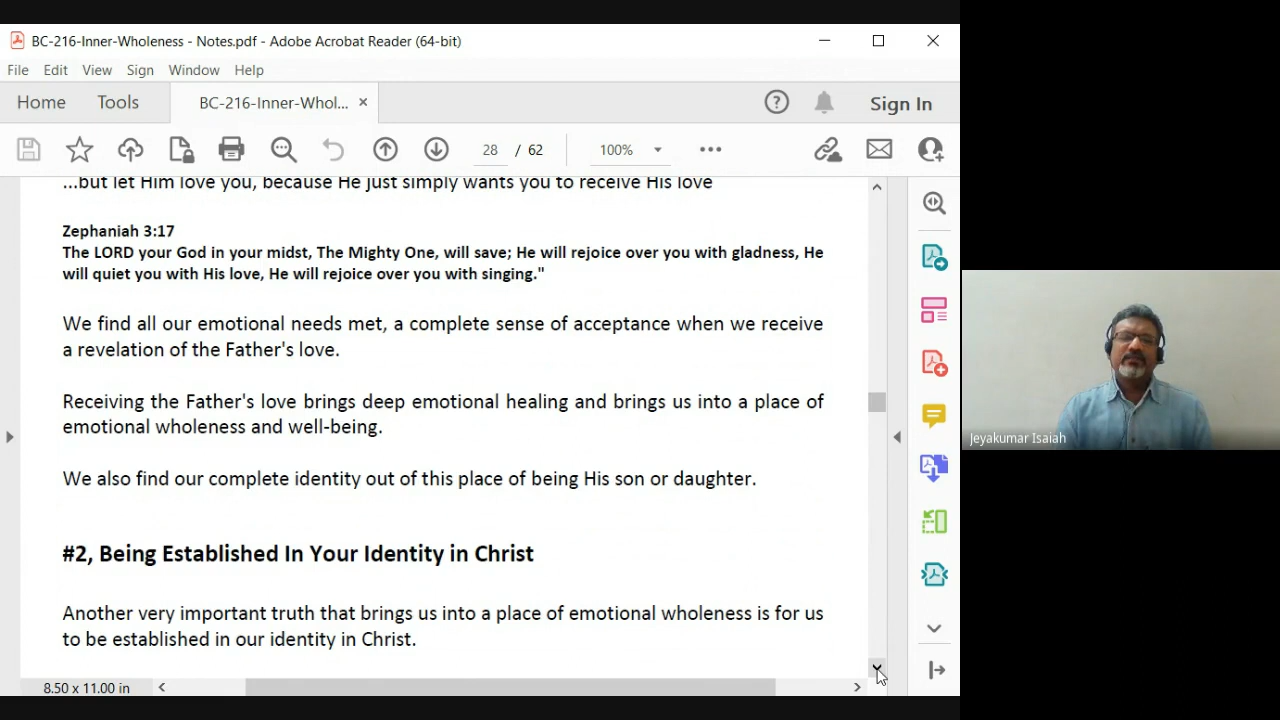 BC-216-Inner-Wholeness - Notes.pdf - Adobe Acrobat Reader (64-bit)
File Edit View Sign Window Help
Home Tools BC-216-Inner-Whol... × Sign In
28 / 62 100%
...but let Him love you, because He just simply wants you to receive His love
Zephaniah 3:17
The LORD your God in your midst, The Mighty One, will save; He will rejoice over you with gladness, He
will quiet you with His love, He will rejoice over you with singing."
We find all our emotional needs met, a complete sense of acceptance when we receive
a revelation of the Father's love.
Receiving the Father's love brings deep emotional healing and brings us into a place of
emotional wholeness and well-being.
We also find our complete identity out of this place of being His son or daughter.
#2, Being Established In Your Identity in Christ
Another very important truth that brings us into a place of emotional wholeness is for us
to be established in our identity in Christ.
8.50 x 11.00 in
Jeyakumar Isaiah